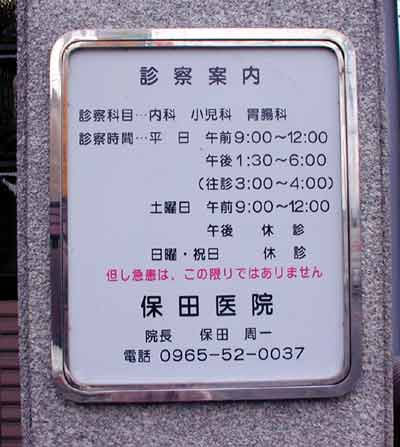 診察案内
診察科目…内科 小児科 胃腸科
診察時間…平 日 午前9:00〜12:00
午後1:30〜6:00
(往診3:00〜4:00)
土曜日 午前9:00〜12:00
午後 休 診
日曜・祝日 休 診
但し急患は、この限りではありません
保田医院
院長 保田 周一
電話 0965-52-0037